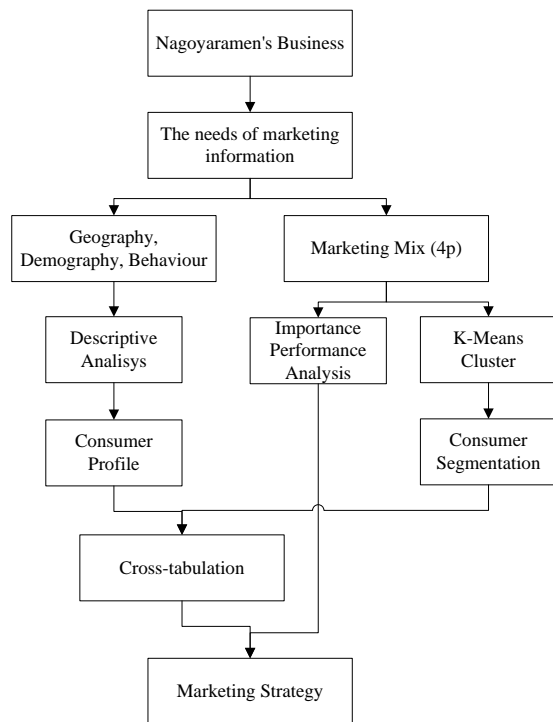 Nagoyaramen's Business
The needs of marketing
information
Geography,
Demography, Behaviour
Marketing Mix (4p)
Descriptive
Analisys
Importance
Performance
Analysis
K-Means
Cluster
Consumer
Profile
Consumer
Segmentation
Cross-tabulation
Marketing Strategy